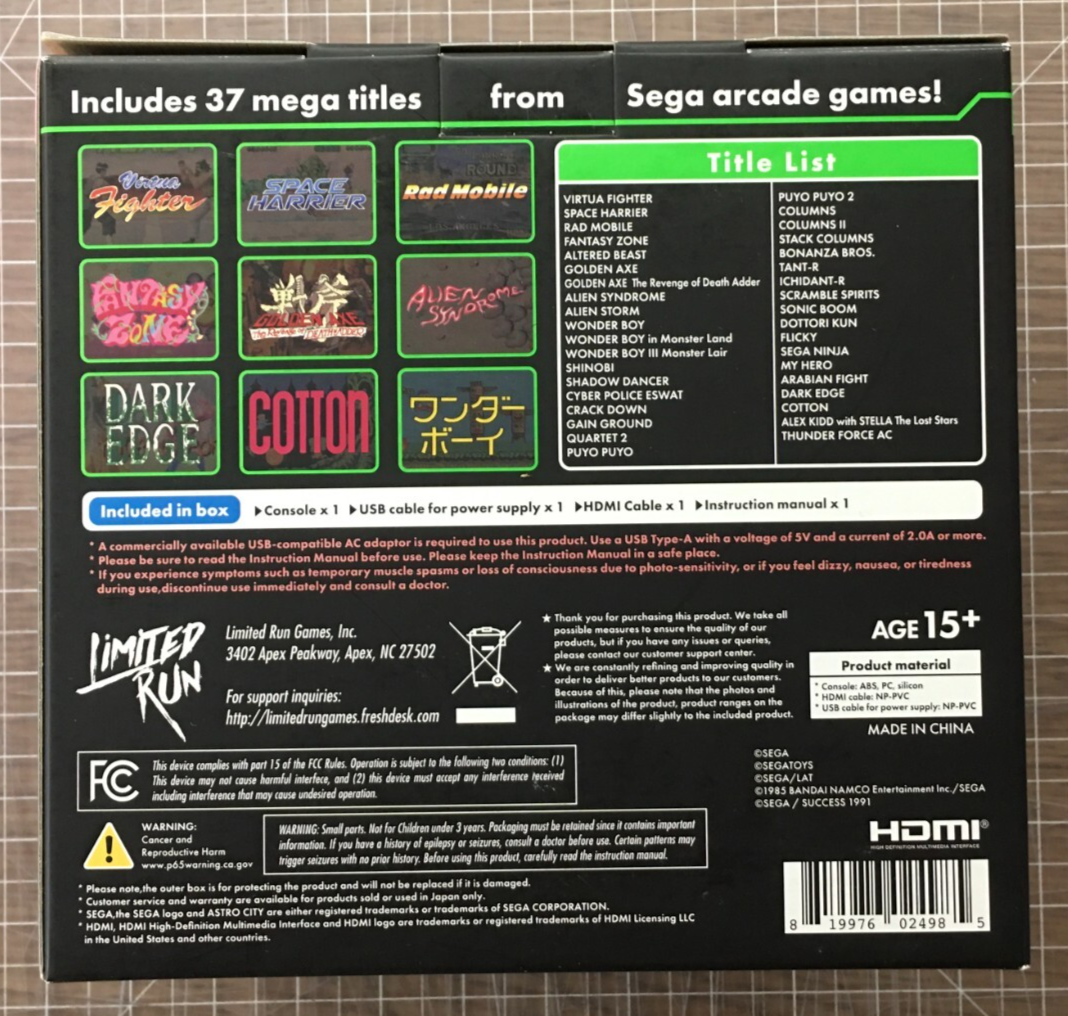 Includes 37 mega titles from Sega arcade games!
Virtua Fighter
SPACE HARRIER
ROUND
Rad Mobile
FANTASY ZONE
戦斧
GOLDEN AXE
The Revenge of DEATH ADDER
ALIEN SYNDROME
DARK EDGE
COTTON
ワンダーボーイ
Title List
VIRTUA FIGHTER
SPACE HARRIER
RAD MOBILE
FANTASY ZONE
ALTERED BEAST
GOLDEN AXE
GOLDEN AXE The Revenge of Death Adder
ALIEN SYNDROME
ALIEN STORM
WONDER BOY
WONDER BOY in Monster Land
WONDER BOY III Monster Lair
SHINOBI
SHADOW DANCER
CYBER POLICE ESWAT
CRACK DOWN
GAIN GROUND
QUARTET 2
PUYO PUYO
PUYO PUYO 2
COLUMNS
COLUMNS II
STACK COLUMNS
BONANZA BROS.
TANT-R
ICHIDANT-R
SCRAMBLE SPIRITS
SONIC BOOM
DOTTORI KUN
FLICKY
SEGA NINJA
MY HERO
ARABIAN FIGHT
DARK EDGE
COTTON
ALEX KIDD with STELLA The Lost Stars
THUNDER FORCE AC
Included in box ▶Console x 1 ▶USB cable for power supply x 1 ▶HDMI Cable x 1 ▶Instruction manual x 1
* A commercially available USB-compatible AC adaptor is required to use this product. Use a USB Type-A with a voltage of 5V and a current of 2.0A or more.
* Please be sure to read the Instruction Manual before use. Please keep the Instruction Manual in a safe place.
* If you experience symptoms such as temporary muscle spasms or loss of consciousness due to photo-sensitivity, or if you feel dizzy, nausea, or tiredness
during use,discontinue use immediately and consult a doctor.
LIMITED RUN
Limited Run Games, Inc.
3402 Apex Peakway, Apex, NC 27502
For support inquiries:
http://limitedrungames.freshdesk.com
★ Thank you for purchasing this product. We take all
possible measures to ensure the quality of our
products, but if you have any issues or queries,
please contact our customer support center.
★ We are constantly refining and improving quality in
order to deliver better products to our customers.
Because of this, please note that the photos and
illustrations of the product, product ranges on the
package may differ slightly to the included product.
AGE 15+
Product material
* Console: ABS, PC, silicon
* HDMI cable: NP-PVC
* USB cable for power supply: NP-PVC
MADE IN CHINA
FC
This device complies with part 15 of the FCC Rules. Operation is subject to the following two conditions: (1)
This device may not cause harmful interface, and (2) this device must accept any interference received
including interference that may cause undesired operation.
©SEGA
©SEGATOYS
©SEGA/LAT
©1985 BANDAI NAMCO Entertainment Inc./SEGA
©SEGA / SUCCESS 1991
WARNING:
Cancer and
Reproductive Harm
www.p65warning.ca.gov
WARNING: Small parts. Not for Children under 3 years. Packaging must be retained since it contains important
information. If you have a history of epilepsy or seizures, consult a doctor before use. Certain patterns may
trigger seizures with no prior history. Before using this product, carefully read the instruction manual.
HDMI®
HIGH DEFINITION MULTIMEDIA INTERFACE
* Please note,the outer box is for protecting the product and will not be replaced if it is damaged.
* Customer service and warranty are available for products sold or used in Japan only.
* SEGA,the SEGA logo and ASTRO CITY are either registered trademarks or trademarks of SEGA CORPORATION.
* HDMI, HDMI High-Definition Multimedia Interface and HDMI logo are trademarks or registered trademarks of HDMI Licensing LLC
in the United States and other countries.
8 19976 02498 5